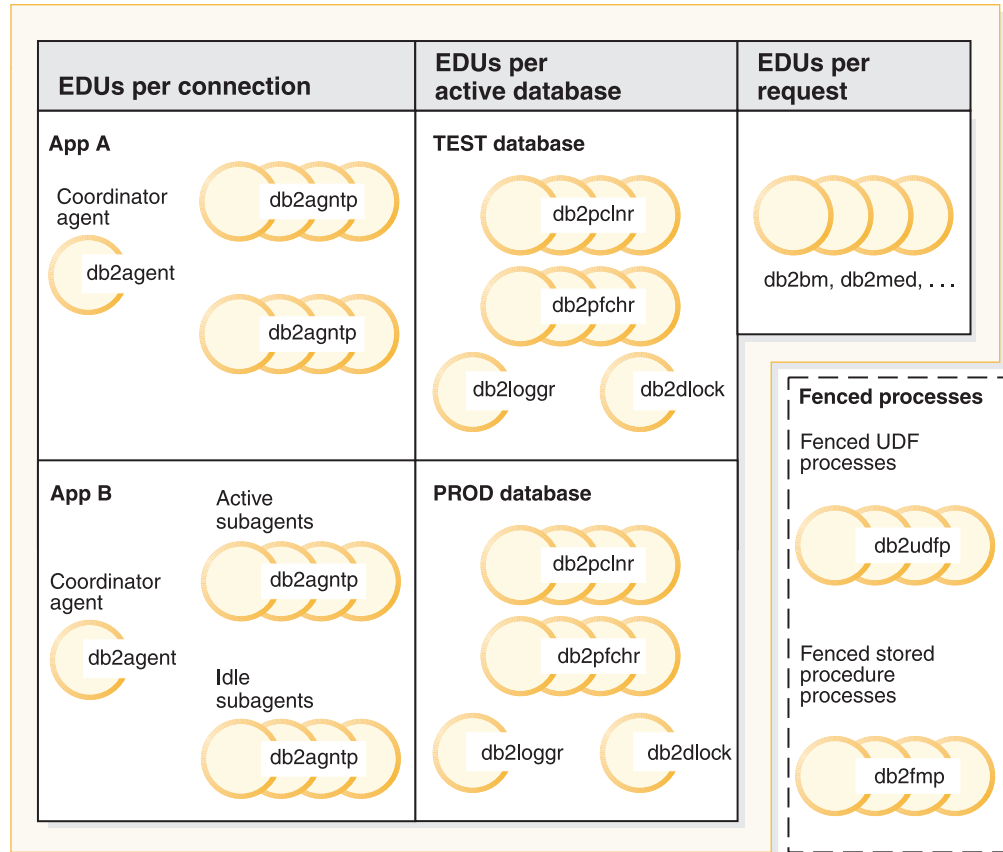 EDUs per connection
EDUs per
active database
EDUs per
request
App A
Coordinator
agent
db2agent
db2agntp
db2agntp
TEST database
db2pclnr
db2pfchr
db2loggr
db2dlock
db2bm, db2med, . . .
App B
Coordinator
agent
db2agent
Active
subagents
db2agntp
Idle
subagents
db2agntp
PROD database
db2pclnr
db2pfchr
db2loggr
db2dlock
Fenced processes
Fenced UDF
processes
db2udfp
Fenced stored
procedure
processes
db2fmp